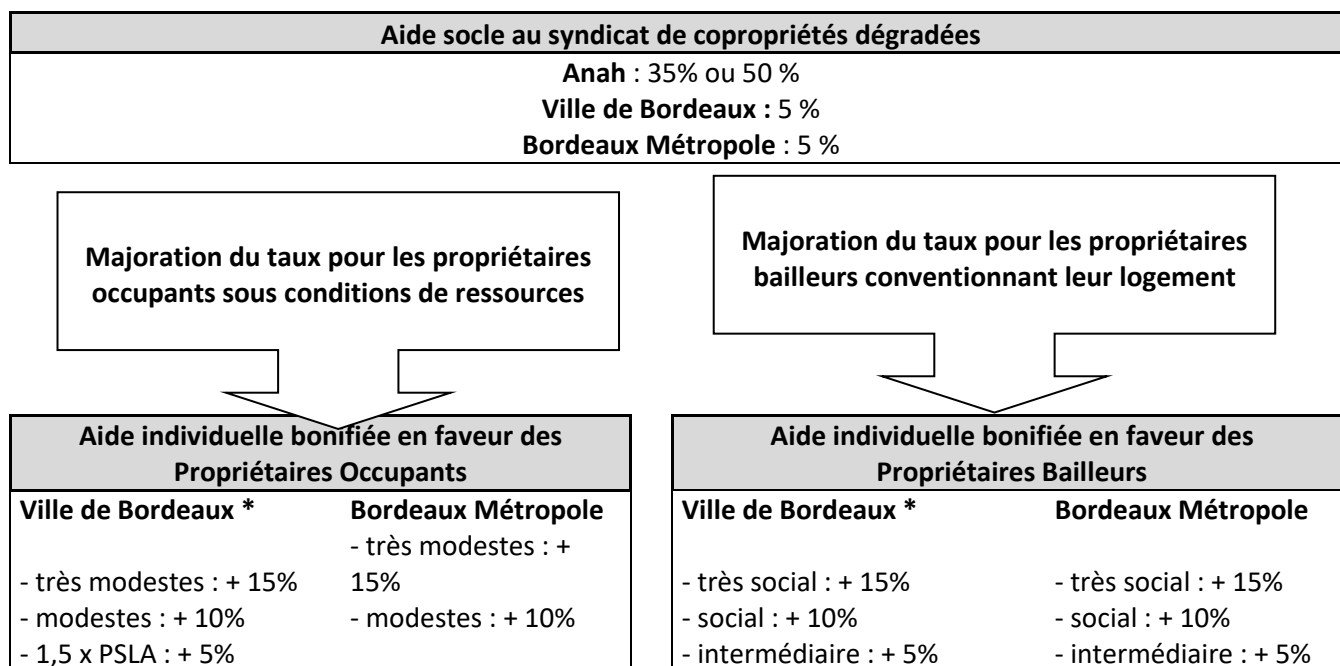 Aide socle au syndicat de copropriétés dégradées
Anah : 35% ou 50 %
Ville de Bordeaux : 5 %
Bordeaux Métropole : 5 %
Majoration du taux pour les propriétaires
occupants sous conditions de ressources
Majoration du taux pour les propriétaires
bailleurs conventionnant leur logement
Aide individuelle bonifiée en faveur des
Propriétaires Occupants
Ville de Bordeaux *
- très modestes : + 15%
- modestes : + 10%
- 1,5 x PSLA : + 5%
Bordeaux Métropole
- très modestes : +
15%
- modestes : + 10%
Aide individuelle bonifiée en faveur des
Propriétaires Bailleurs
Ville de Bordeaux *
- très social : + 15%
- social : + 10%
- intermédiaire : + 5%
Bordeaux Métropole
- très social : + 15%
- social : + 10%
- intermédiaire : + 5%